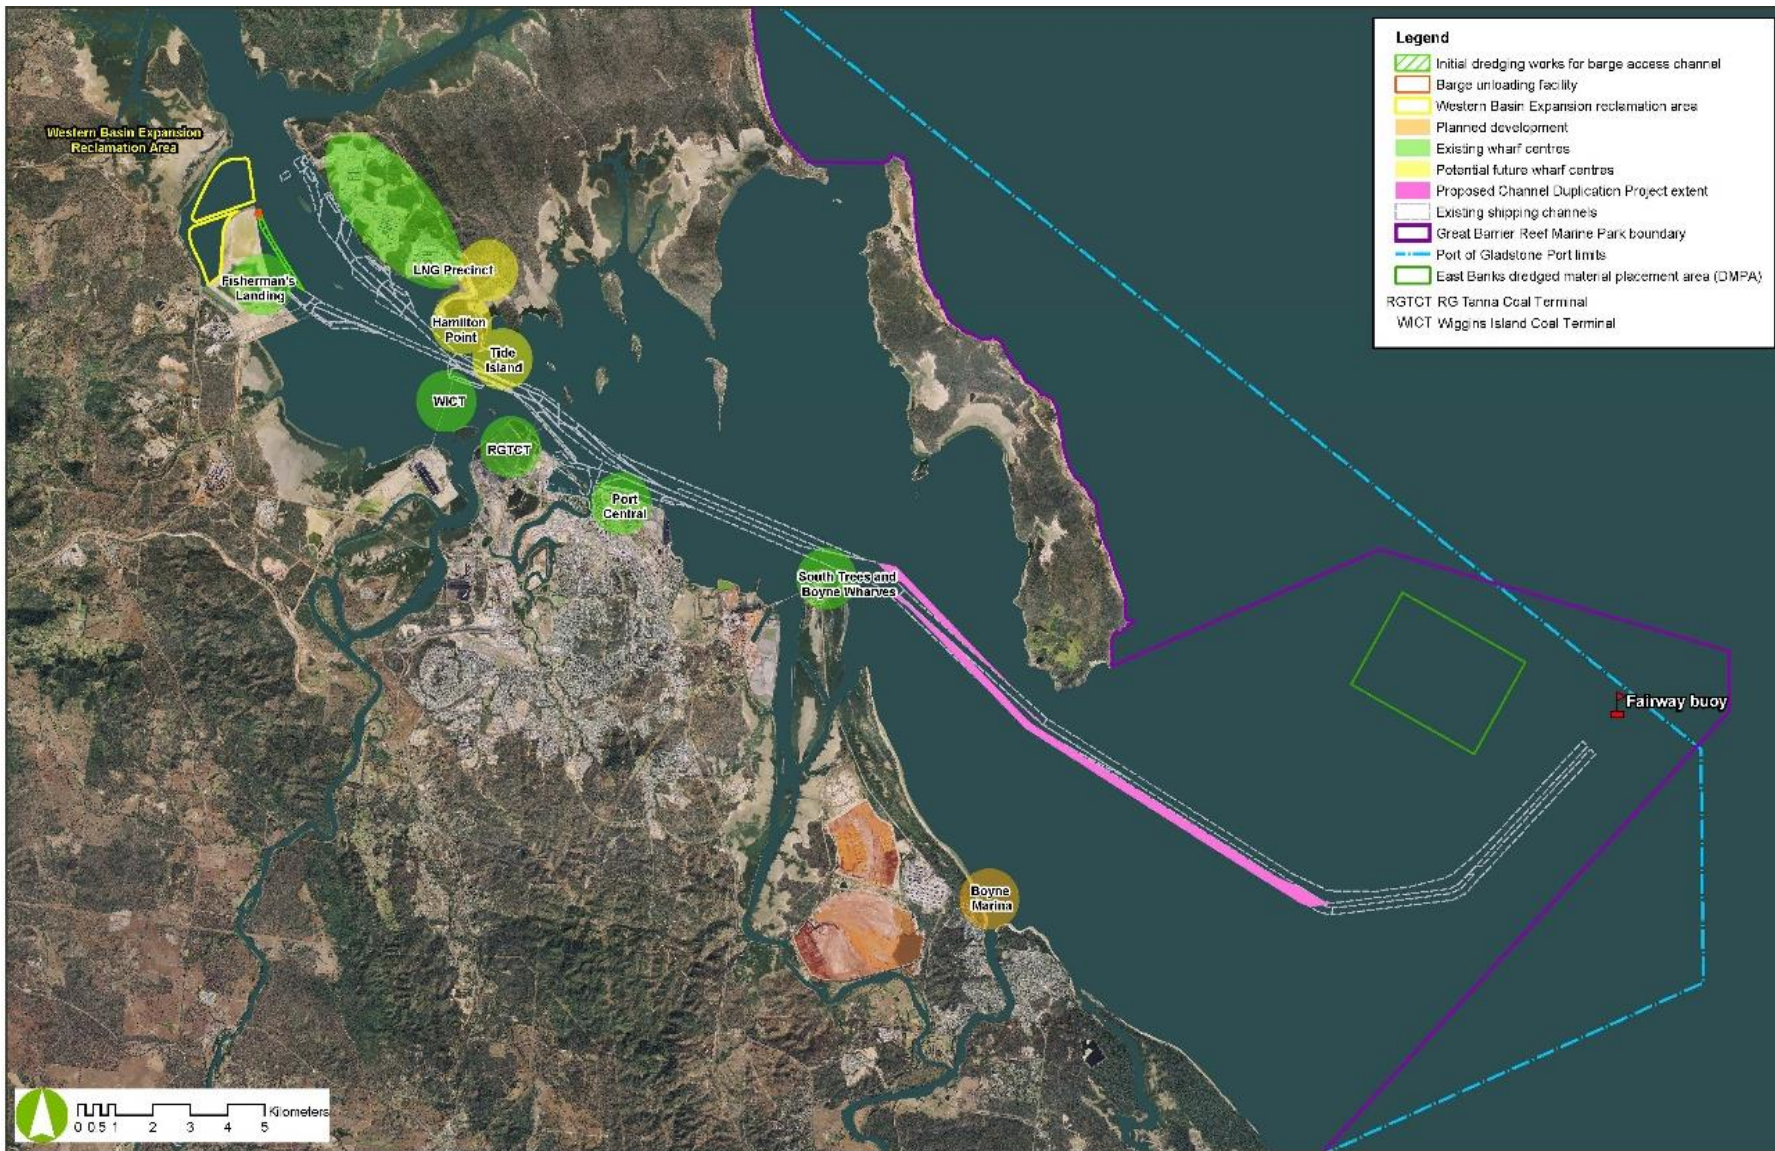 Western Basin Expansion
Reclamation Area
Fisherman's
Landing
LNG Precinct
Hamilton
Point
Tide
Island
WICT
RGTCT
Port
Central
South Trees and
Boyne Wharves
Boyne
Marina
Fairway buoy
Legend
Initial dredging works for barge access channel
Barge unloading facility
Western Basin Expansion reclamation area
Planned development
Existing wharf centres
Potential future wharf centres
Proposed Channel Duplication Project extent
Existing shipping channels
Great Barrier Reef Marine Park boundary
Port of Gladstone Port limits
East Banks dredged material placement area (DMPA)
RGTCT RG Tanna Coal Terminal
WICT Wiggins Island Coal Terminal
Kilometers
0 0.5 1 2 3 4 5